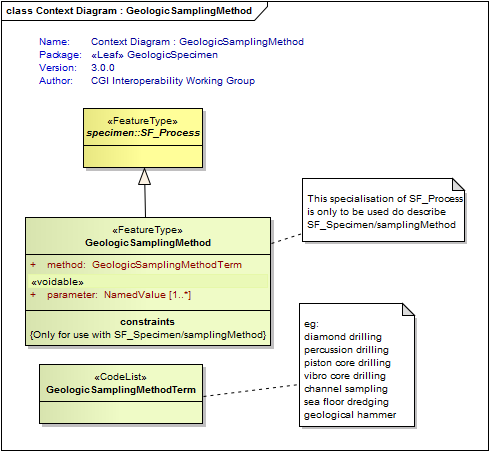 class Context Diagram : GeologicSamplingMethod
Name: Context Diagram : GeologicSamplingMethod
Package: «Leaf» GeologicSpecimen
Version: 3.0.0
Author: CGI Interoperability Working Group
«FeatureType»
specimen::SF_Process
This specialisation of SF_Process
is only to be used do describe
SF_Specimen/samplingMethod
«FeatureType»
GeologicSamplingMethod
+ method: GeologicSamplingMethodTerm
«voidable»
+ parameter: NamedValue [1..*]
constraints
{Only for use with SF_Specimen/samplingMethod}
«CodeList»
GeologicSamplingMethodTerm
eg:
diamond drilling
percussion drilling
piston core drilling
vibro core drilling
channel sampling
sea floor dredging
geological hammer